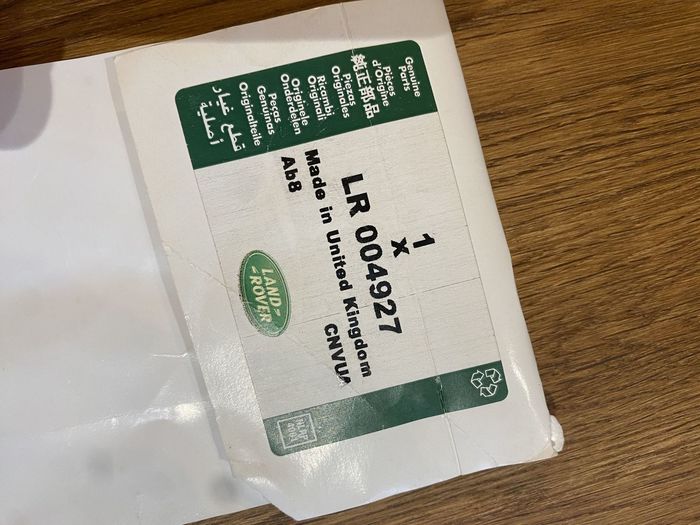 Genuine
Parts
Pièces
d'Origine
純正部品
Piezas
Originales
Ricambi
Originali
Originele
Onderdelen
Peças
Genuinas
Originalteile
قطع غيار
أصلية
1
x
LR 004927
Made in United Kingdom
CNVUA
Ab8
LAND
ROVER